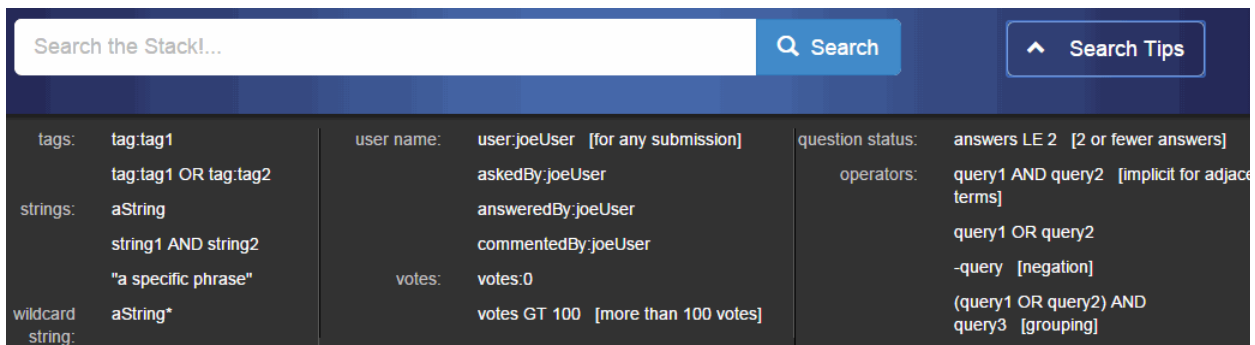 Search the Stack!...
Search
Search Tips
tags: tag:tag1
tag:tag1 OR tag:tag2
strings: aString
string1 AND string2
"a specific phrase"
wildcard string: aString*
user name: user:joeUser [for any submission]
askedBy:joeUser
answeredBy:joeUser
commentedBy:joeUser
votes: votes:0
votes GT 100 [more than 100 votes]
question status: answers LE 2 [2 or fewer answers]
operators: query1 AND query2 [implicit for
terms]
query1 OR query2
-query [negation]
(query1 OR query2) AND
query3 [grouping]